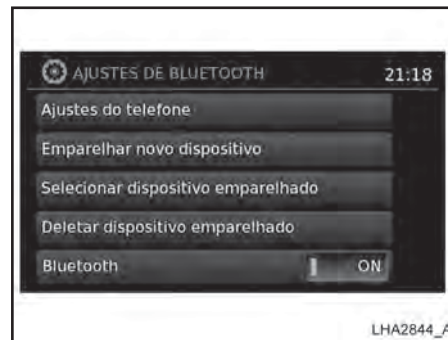 AJUSTES DE BLUETOOTH 21:18
Ajustes do telefone
Emparelhar novo dispositivo
Selecionar dispositivo emparelhado
Deletar dispositivo emparelhado
Bluetooth ON
LHA2844_A